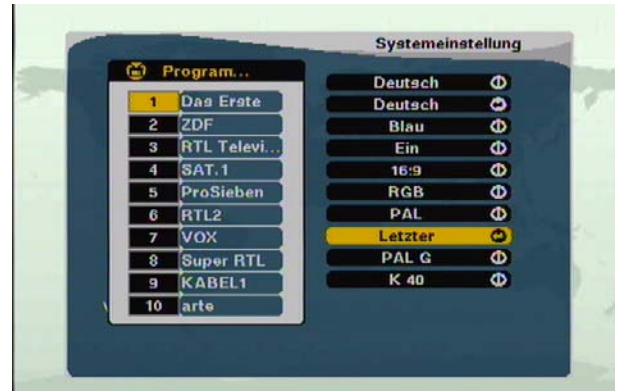 Systemeinstellung
Program...
1 Das Erste
2 ZDF
3 RTL Televi...
4 SAT.1
5 ProSieben
6 RTL2
7 VOX
8 Super RTL
9 KABEL1
10 arte
Deutsch
Deutsch
Blau
Ein
16:9
RGB
PAL
Letzter
PAL G
K 40